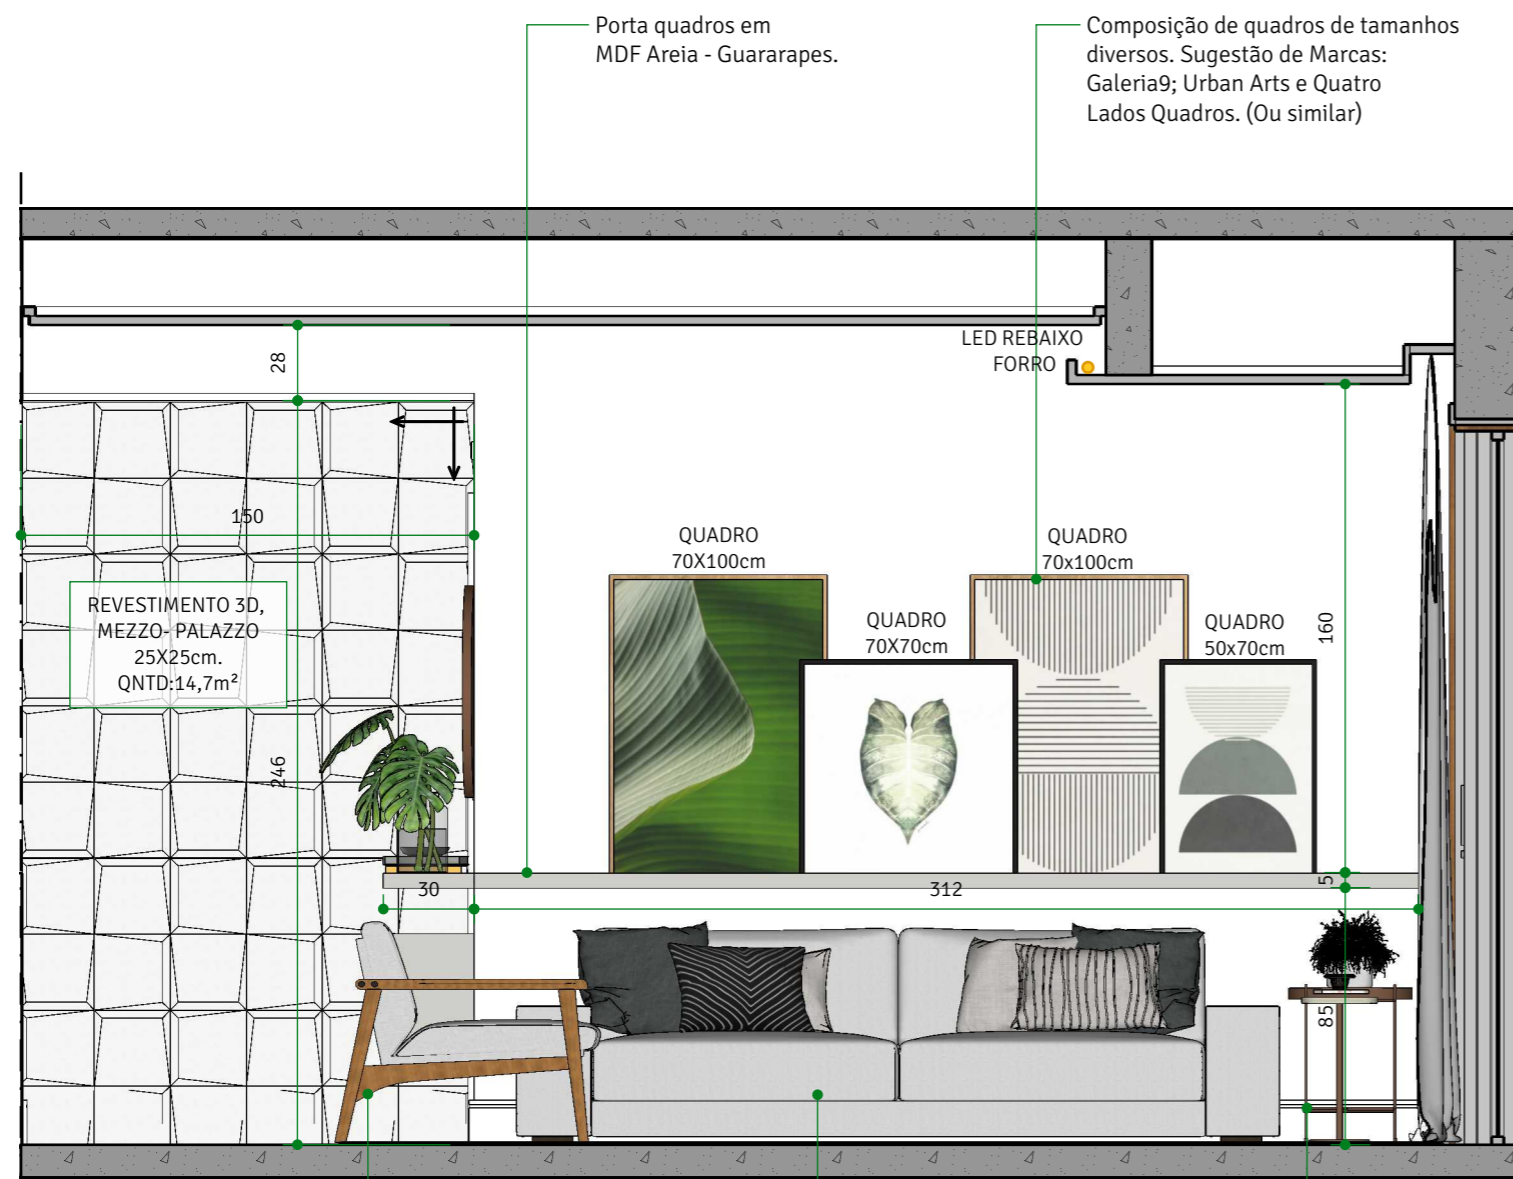 Porta quadros em
MDF Areia - Guararapes.
Composição de quadros de tamanhos
diversos. Sugestão de Marcas:
Galeria9; Urban Arts e Quatro
Lados Quadros. (Ou similar)
LED REBAIXO
FORRO
28
150
REVESTIMENTO 3D,
MEZZO- PALAZZO
25X25cm.
QNTD:14,7m²
246
QUADRO
70X100cm
QUADRO
70X70cm
QUADRO
70x100cm
QUADRO
50x70cm
160
5
30
312
85